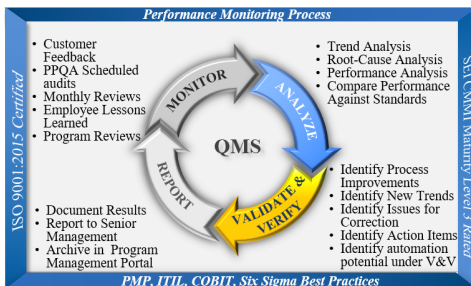 Performance Monitoring Process
• Customer
Feedback
• PPQA Scheduled
audits
• Monthly Reviews
• Employee Lessons
Learned
• Program Reviews
• Trend Analysis
• Root-Cause Analysis
• Performance Analysis
• Compare Performance
Against Standards
ISO 9001:2015 Certified
SEI CMMI Maturity Level 3 Rated
MONITOR
ANALYZE
QMS
REPORT
VALIDATE &
VERIFY
• Document Results
• Report to Senior
Management
• Archive in Program
Management Portal
• Identify Process
Improvements
• Identify New Trends
• Identify Issues for
Correction
• Identify Action Items
• Identify automation
potential under V&V
PMP, ITIL, COBIT, Six Sigma Best Practices